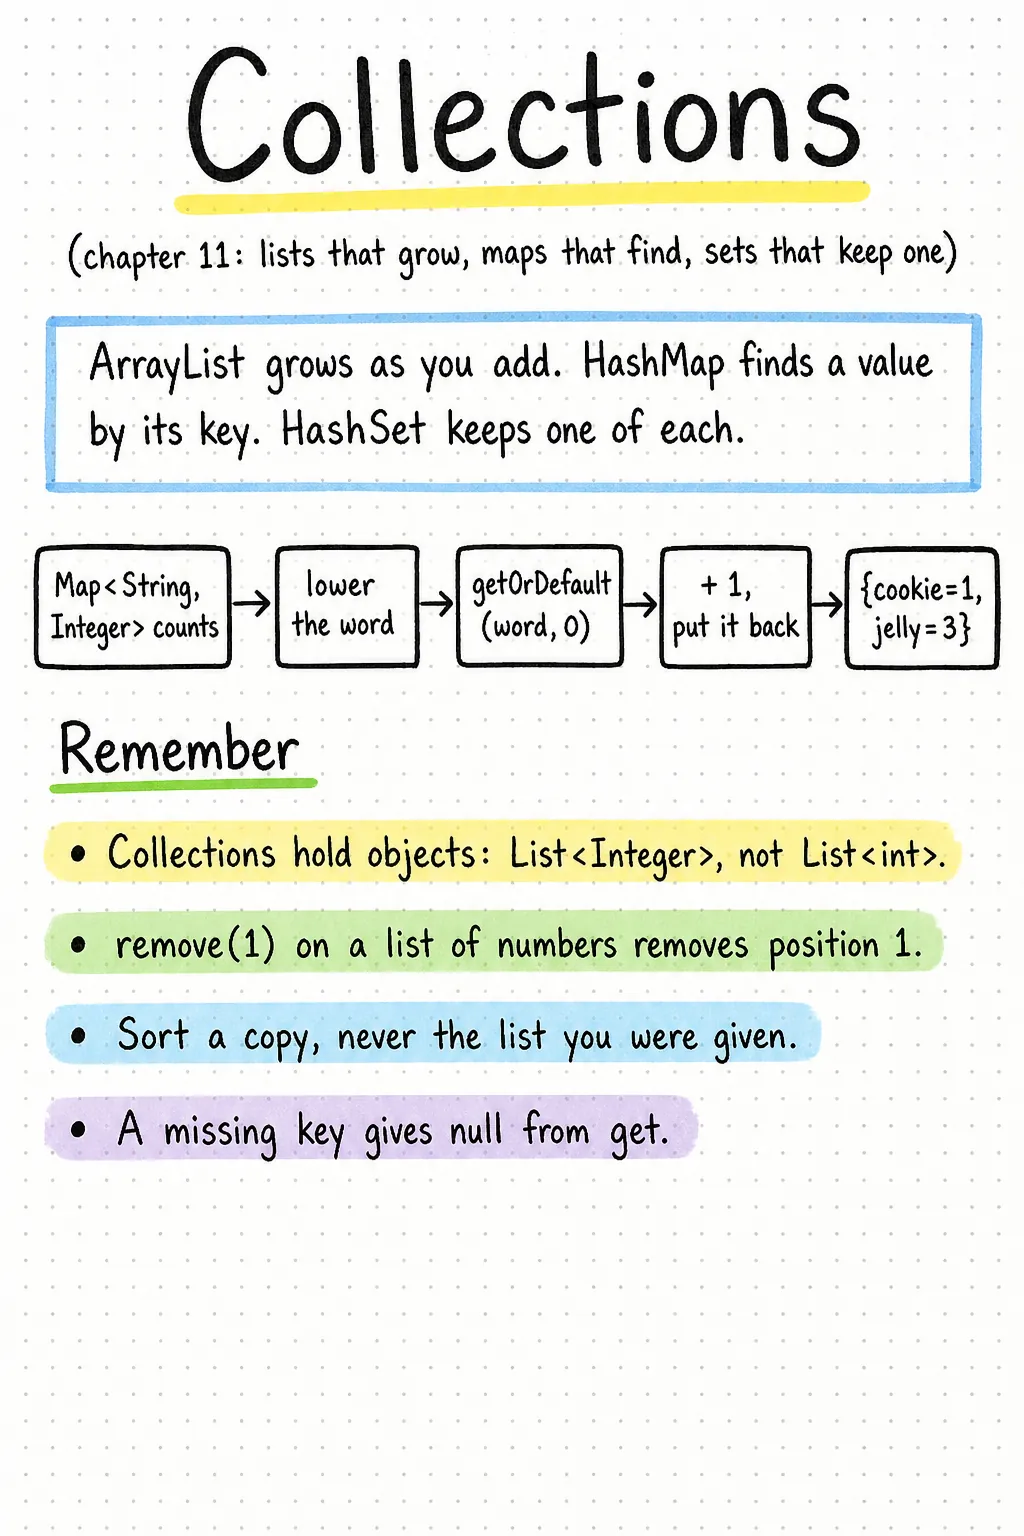 Collections
(chapter 11: lists that grow, maps that find, sets that keep one)
ArrayList grows as you add. HashMap finds a value
by its key. HashSet keeps one of each.
Map<String,
Integer> counts
lower
the word
getOrDefault
(word, 0)
+ 1,
put it back
{cookie=1,
jelly=3}
Remember
• Collections hold objects: List<Integer>, not List<int>.
• remove(1) on a list of numbers removes position 1.
• Sort a copy, never the list you were given.
• A missing key gives null from get.